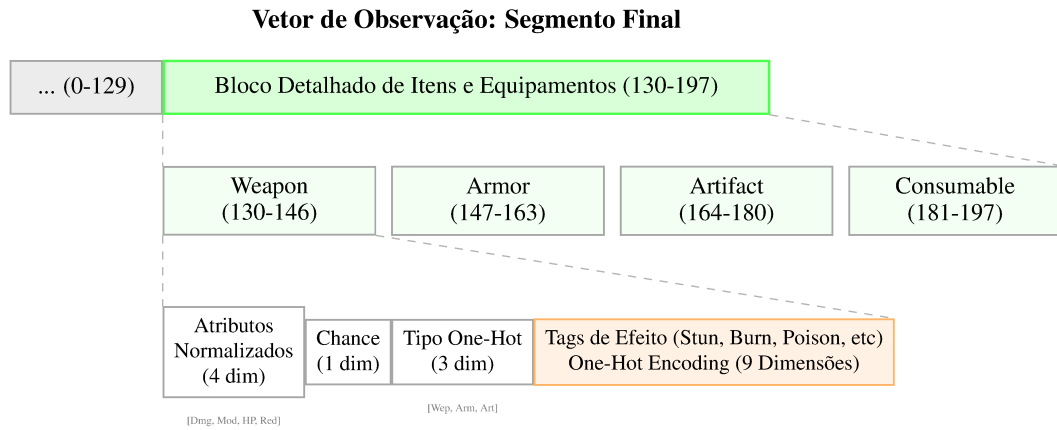 Vetor de Observação: Segmento Final
... (0-129)
Bloco Detalhado de Itens e Equipamentos (130-197)
Weapon
(130-146)
Armor
(147-163)
Artifact
(164-180)
Consumable
(181-197)
Atributos
Normalizados
(4 dim)
Chance
(1 dim)
Tipo One-Hot
(3 dim)
Tags de Efeito (Stun, Burn, Poison, etc)
One-Hot Encoding (9 Dimensões)
[Dmg, Mod, HP, Red]
[Wep, Arm, Art]